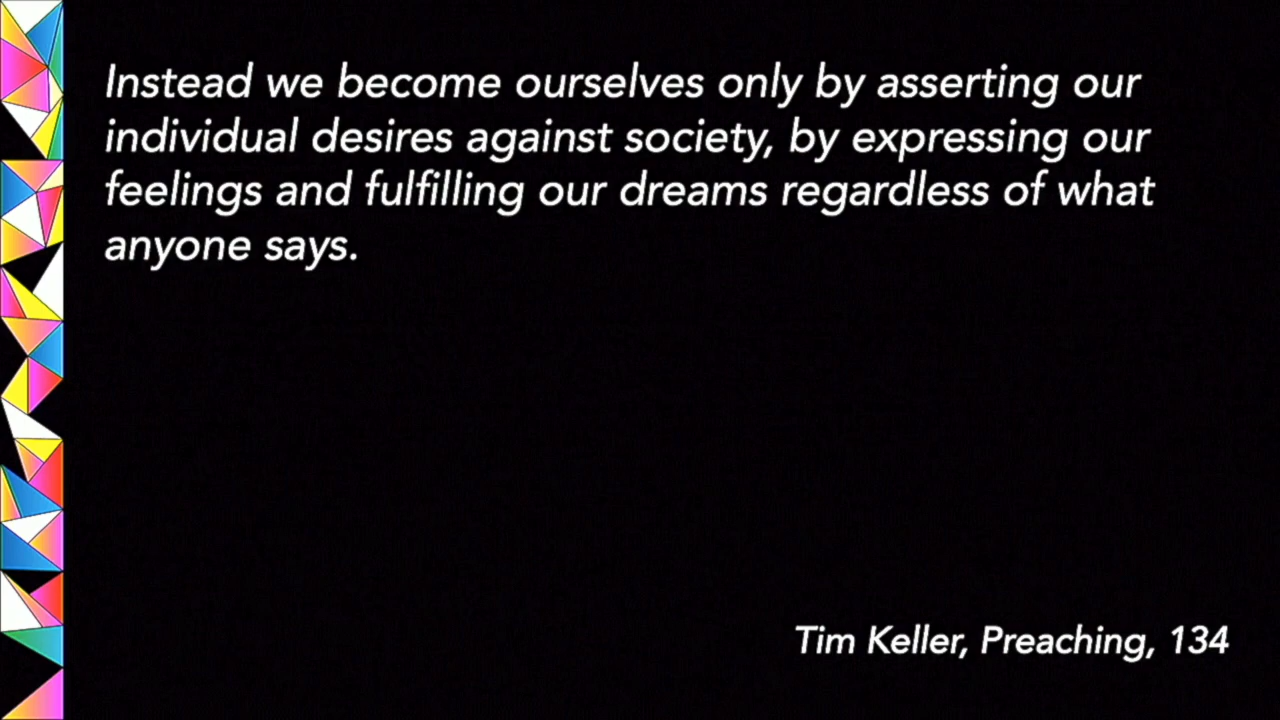 Instead we become ourselves only by asserting our
individual desires against society, by expressing our
feelings and fulfilling our dreams regardless of what
anyone says.
Tim Keller, Preaching, 134